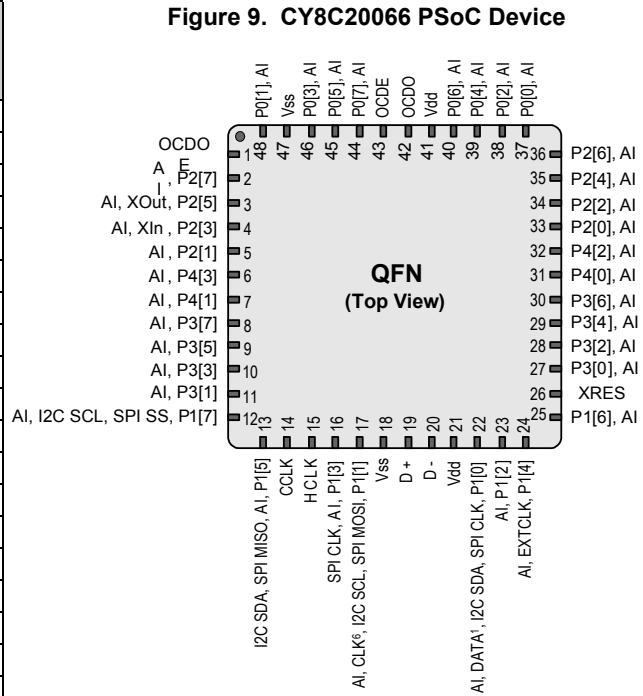 Figure 9. CY8C20066 PSoC Device
48 P0[1], AI
47 Vss
46 P0[3], AI
45 P0[5], AI
44 P0[7], AI
43 OCDE
42 OCDO
41 Vdd
40 P0[6], AI
39 P0[4], AI
38 P0[2], AI
37 P0[0], AI
OCDO
E 1
A
I , P2[7] 2
AI, XOut, P2[5] 3
AI, XIn , P2[3] 4
AI , P2[1] 5
AI , P4[3] 6
AI , P4[1] 7
AI, P3[7] 8
AI, P3[5] 9
AI, P3[3] 10
AI, P3[1] 11
AI, I2C SCL, SPI SS, P1[7] 12
QFN
(Top View)
36 P2[6], AI
35 P2[4], AI
34 P2[2], AI
33 P2[0], AI
32 P4[2], AI
31 P4[0], AI
30 P3[6], AI
29 P3[4], AI
28 P3[2], AI
27 P3[0], AI
26 XRES
25 P1[6], AI
I2C SDA, SPI MISO, AI, P1[5] 13
CCLK 14
HCLK 15
SPI CLK, AI, P1[3] 16
AI, CLK⁶, I2C SCL, SPI MOSI, P1[1] 17
Vss 18
D + 19
D - 20
Vdd 21
AI, DATA¹, I2C SDA, SPI CLK, P1[0] 22
AI, P1[2] 23
AI, EXTCLK, P1[4] 24